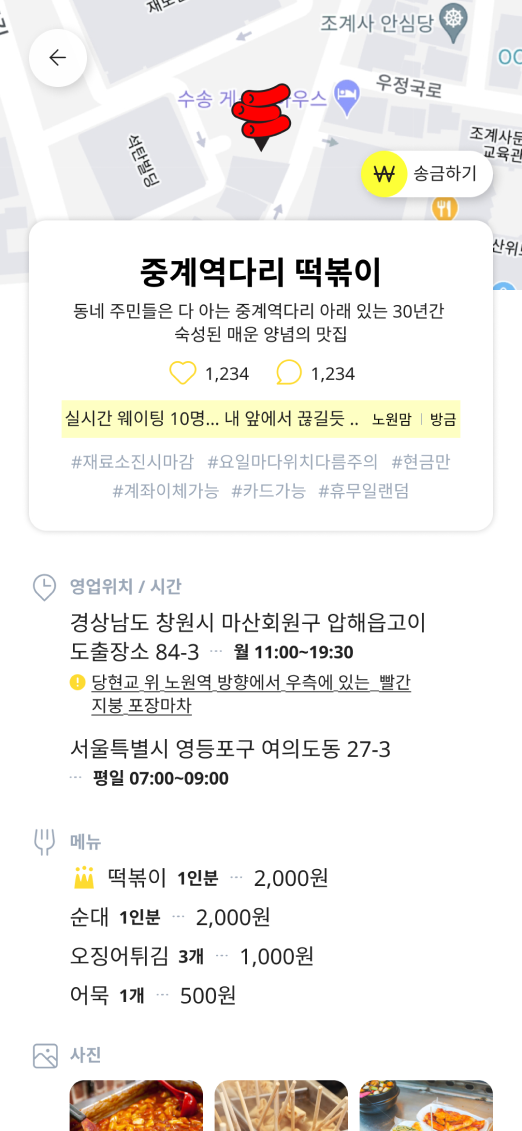 조계사 안심당
수송 게
우스
우정국로
석탄빌딩
조계사문
교육관
₩ 송금하기
산위
중계역다리 떡볶이
동네 주민들은 다 아는 중계역다리 아래 있는 30년간
숙성된 매운 양념의 맛집
1,234 1,234
실시간 웨이팅 10명... 내 앞에서 끊길듯 .. 노원맘 | 방금
#재료소진시마감 #요일마다위치다름주의 #현금만
#계좌이체가능 #카드가능 #휴무일랜덤
영업위치 / 시간
경상남도 창원시 마산회원구 압해읍고이
도출장소 84-3 ··· 월 11:00~19:30
당현교 위 노원역 방향에서 우측에 있는 빨간
지붕 포장마차
서울특별시 영등포구 여의도동 27-3
··· 평일 07:00~09:00
메뉴
떡볶이 1인분 ··· 2,000원
순대 1인분 ··· 2,000원
오징어튀김 3개 ··· 1,000원
어묵 1개 ··· 500원
사진